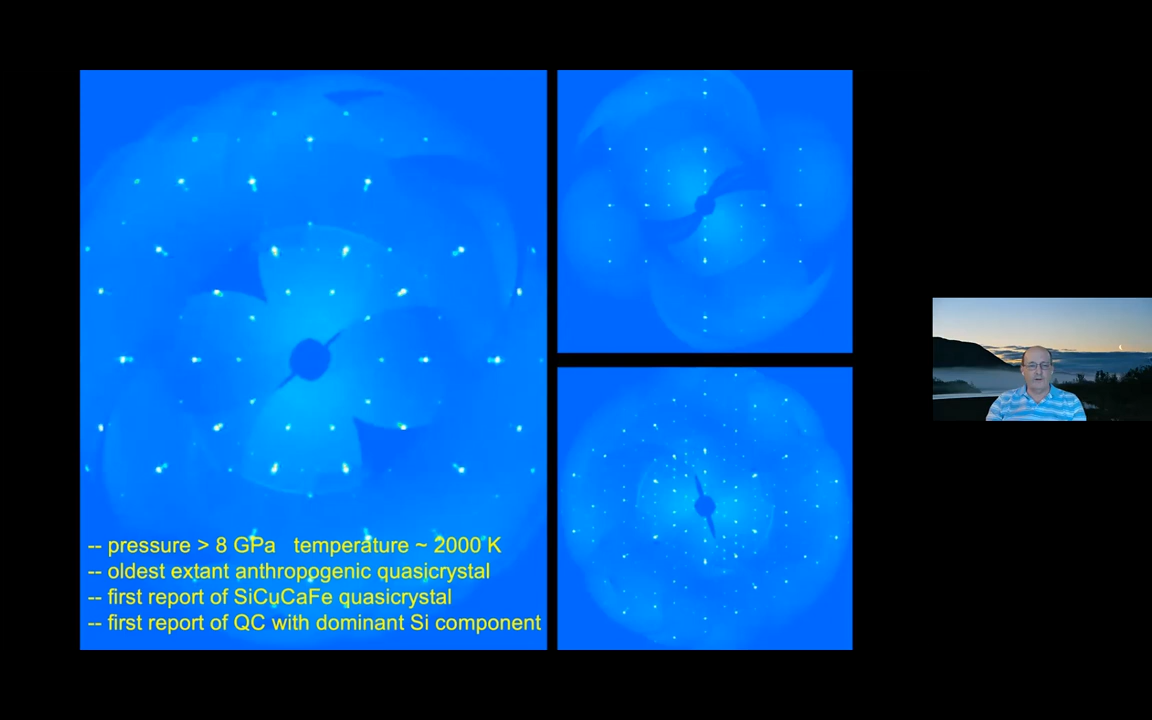 -- pressure > 8 GPa temperature ~ 2000 K
-- oldest extant anthropogenic quasicrystal
-- first report of SiCuCaFe quasicrystal
-- first report of QC with dominant Si component